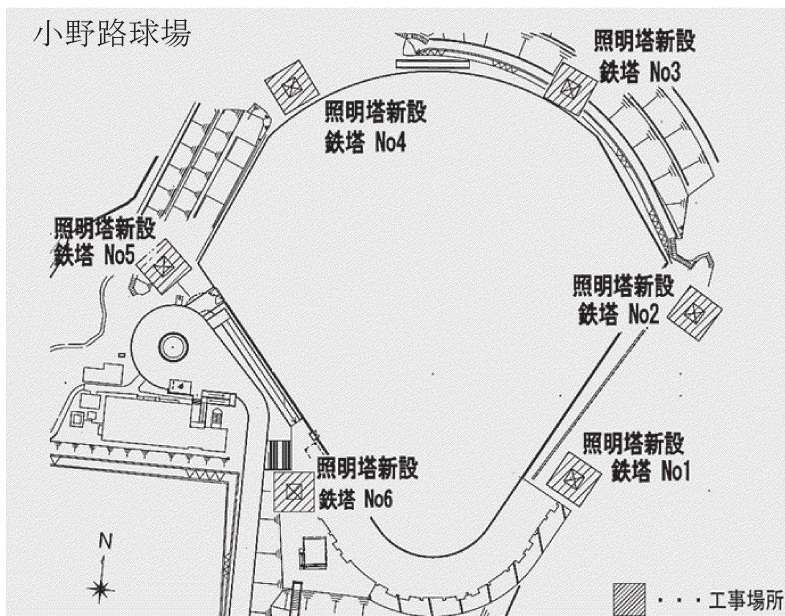 小野路球場
照明塔新設
鉄塔 No3
照明塔新設
鉄塔 No4
照明塔新設
鉄塔 No5
照明塔新設
鉄塔 No2
照明塔新設
鉄塔 No1
照明塔新設
鉄塔 No6
N
・・・工事場所